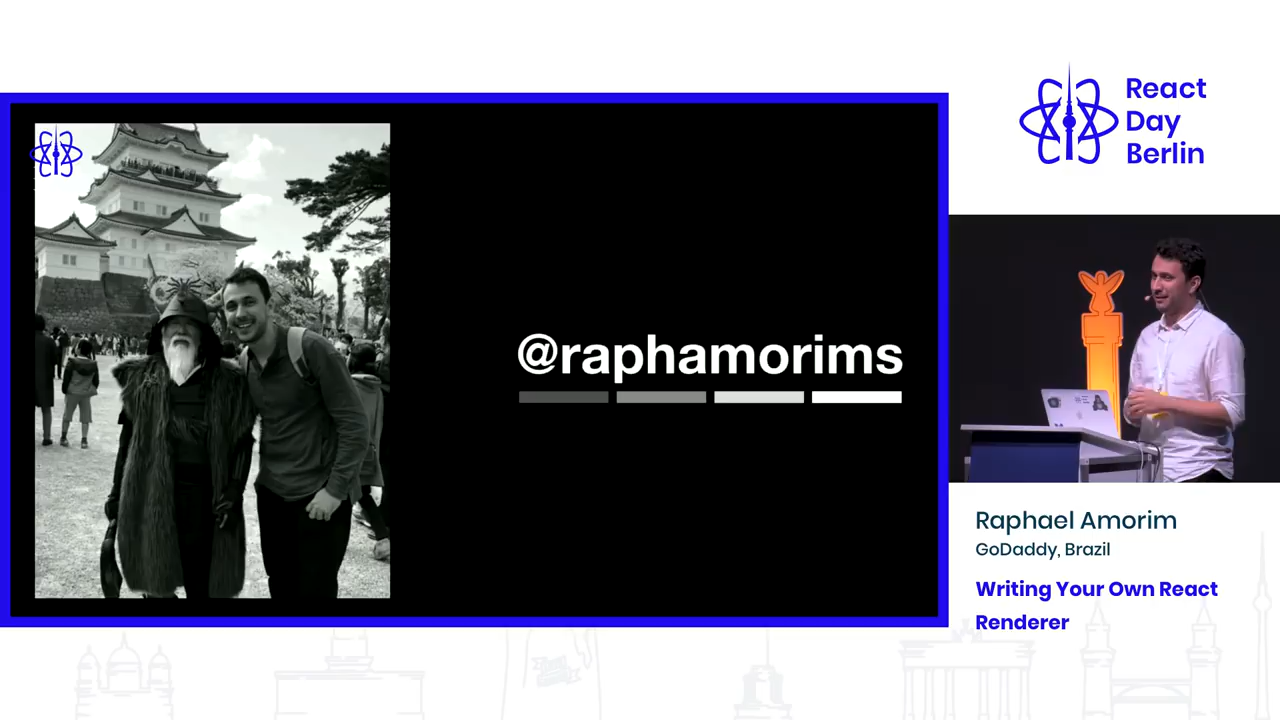 @raphamorims
React
Day
Berlin
Raphael Amorim
GoDaddy, Brazil
Writing Your Own React
Renderer